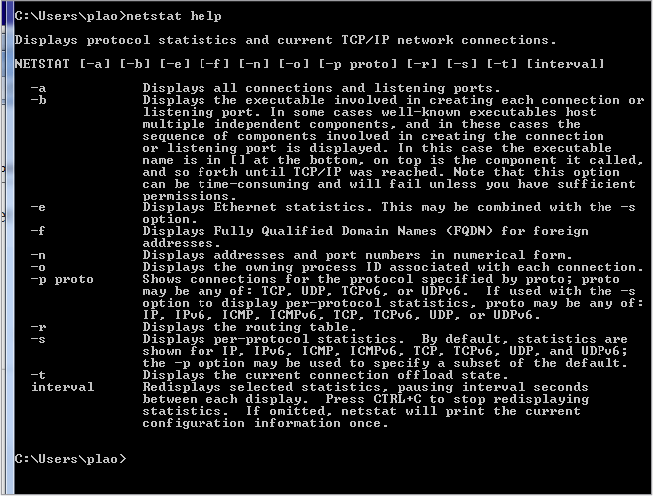 C:\Users\plao>netstat help
Displays protocol statistics and current TCP/IP network connections.
NETSTAT [-a] [-b] [-e] [-f] [-n] [-o] [-p proto] [-r] [-s] [-t] [interval]
-a Displays all connections and listening ports.
-b Displays the executable involved in creating each connection or
listening port. In some cases well-known executables host
multiple independent components, and in these cases the
sequence of components involved in creating the connection
or listening port is displayed. In this case the executable
name is in [] at the bottom, on top is the component it called,
and so forth until TCP/IP was reached. Note that this option
can be time-consuming and will fail unless you have sufficient
permissions.
-e Displays Ethernet statistics. This may be combined with the -s
option.
-f Displays Fully Qualified Domain Names (FQDN) for foreign
addresses.
-n Displays addresses and port numbers in numerical form.
-o Displays the owning process ID associated with each connection.
-p proto Shows connections for the protocol specified by proto; proto
may be any of: TCP, UDP, TCPv6, or UDPv6. If used with the -s
option to display per-protocol statistics, proto may be any of:
IP, IPv6, ICMP, ICMPv6, TCP, TCPv6, UDP, or UDPv6.
-r Displays the routing table.
-s Displays per-protocol statistics. By default, statistics are
shown for IP, IPv6, ICMP, ICMPv6, TCP, TCPv6, UDP, and UDPv6;
the -p option may be used to specify a subset of the default.
-t Displays the current connection offload state.
interval Redisplays selected statistics, pausing interval seconds
between each display. Press CTRL+C to stop redisplaying
statistics. If omitted, netstat will print the current
configuration information once.
C:\Users\plao>